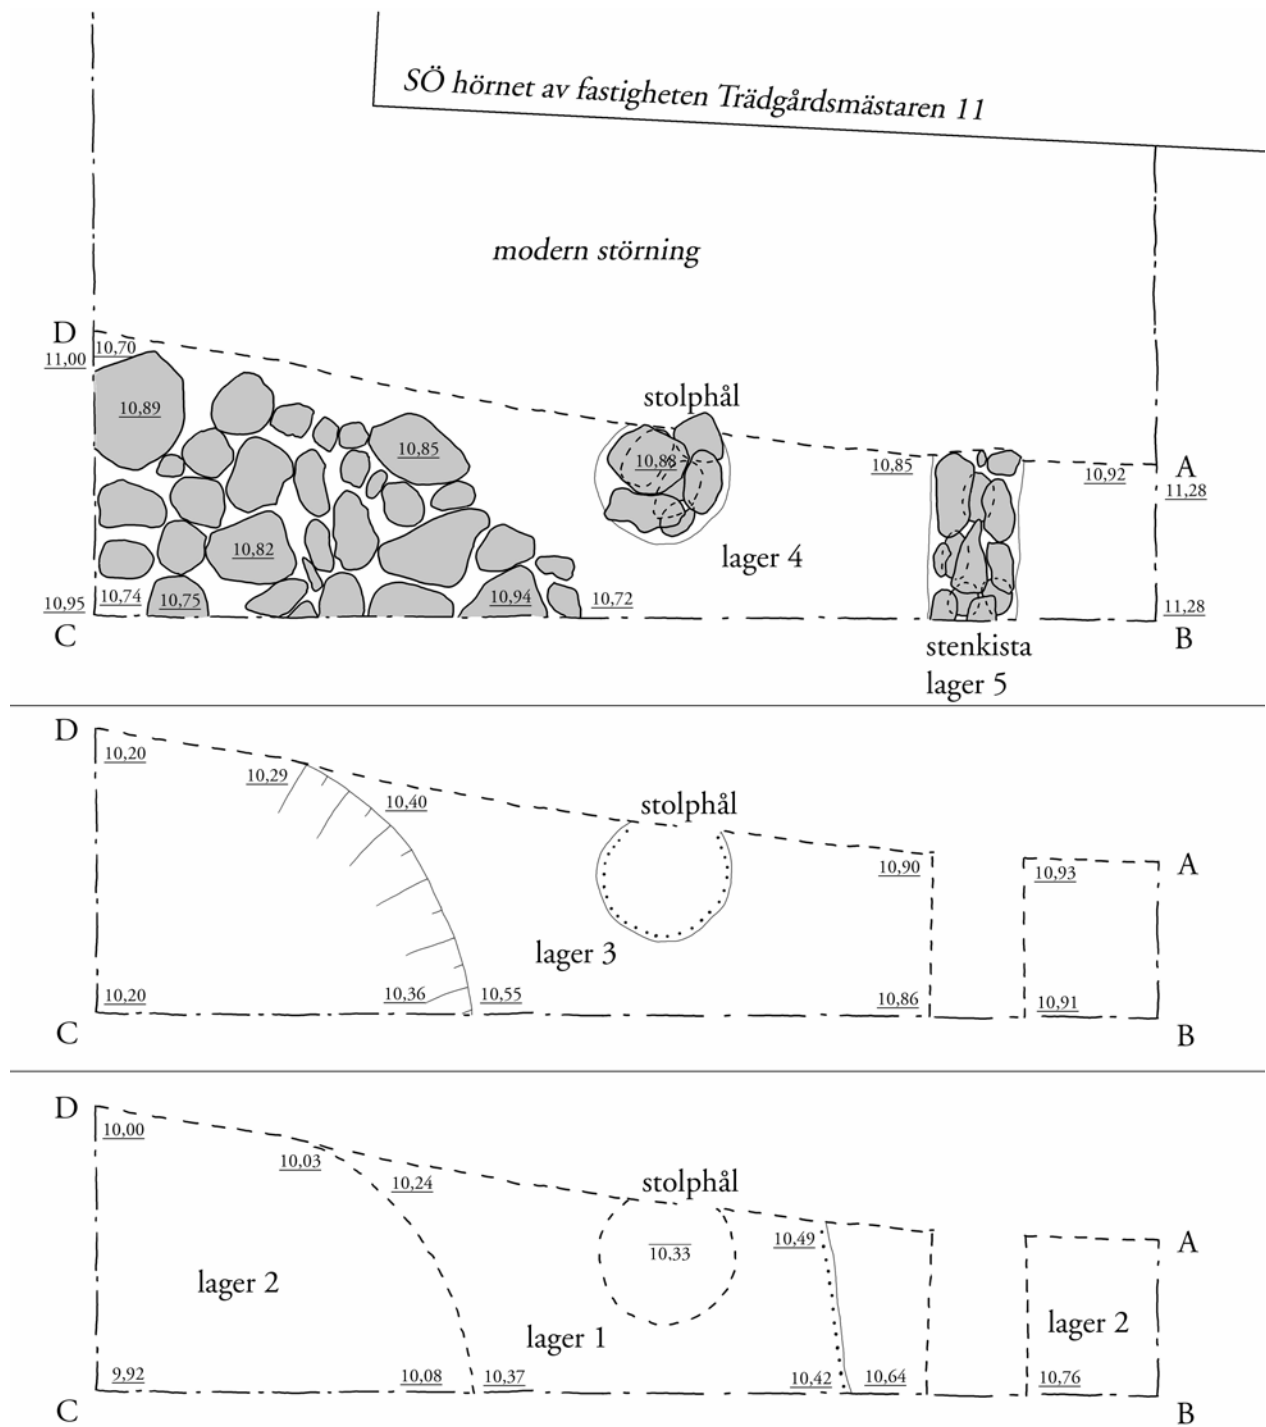 SÖ hörnet av fastigheten Trädgårdsmästaren 11
modern störning
D
11,00
10,70
10,89
10,85
stolphål
10,88
10,85
10,92
A
11,28
10,82
lager 4
10,95
10,74
10,75
10,94
10,72
11,28
C
B
stenkista
lager 5
D
10,20
10,29
10,40
stolphål
10,90
10,93
A
lager 3
10,20
10,36
10,55
10,86
10,91
C
B
D
10,00
10,03
10,24
stolphål
10,33
10,49
A
lager 2
lager 1
lager 2
9,92
10,08
10,37
10,42
10,64
10,76
C
B